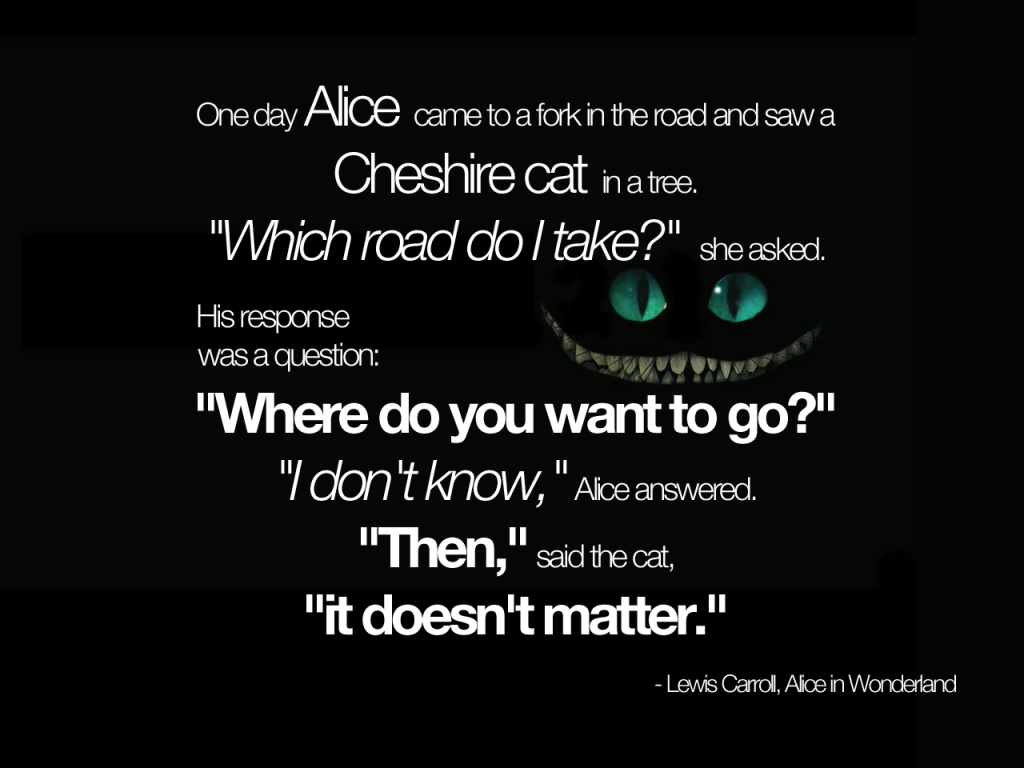 One day Alice came to a fork in the road and saw a
Cheshire cat in a tree.
"Which road do I take?" she asked.
His response
was a question:
"Where do you want to go?"
"I don't know," Alice answered.
"Then," said the cat,
"it doesn't matter."
- Lewis Carroll, Alice in Wonderland